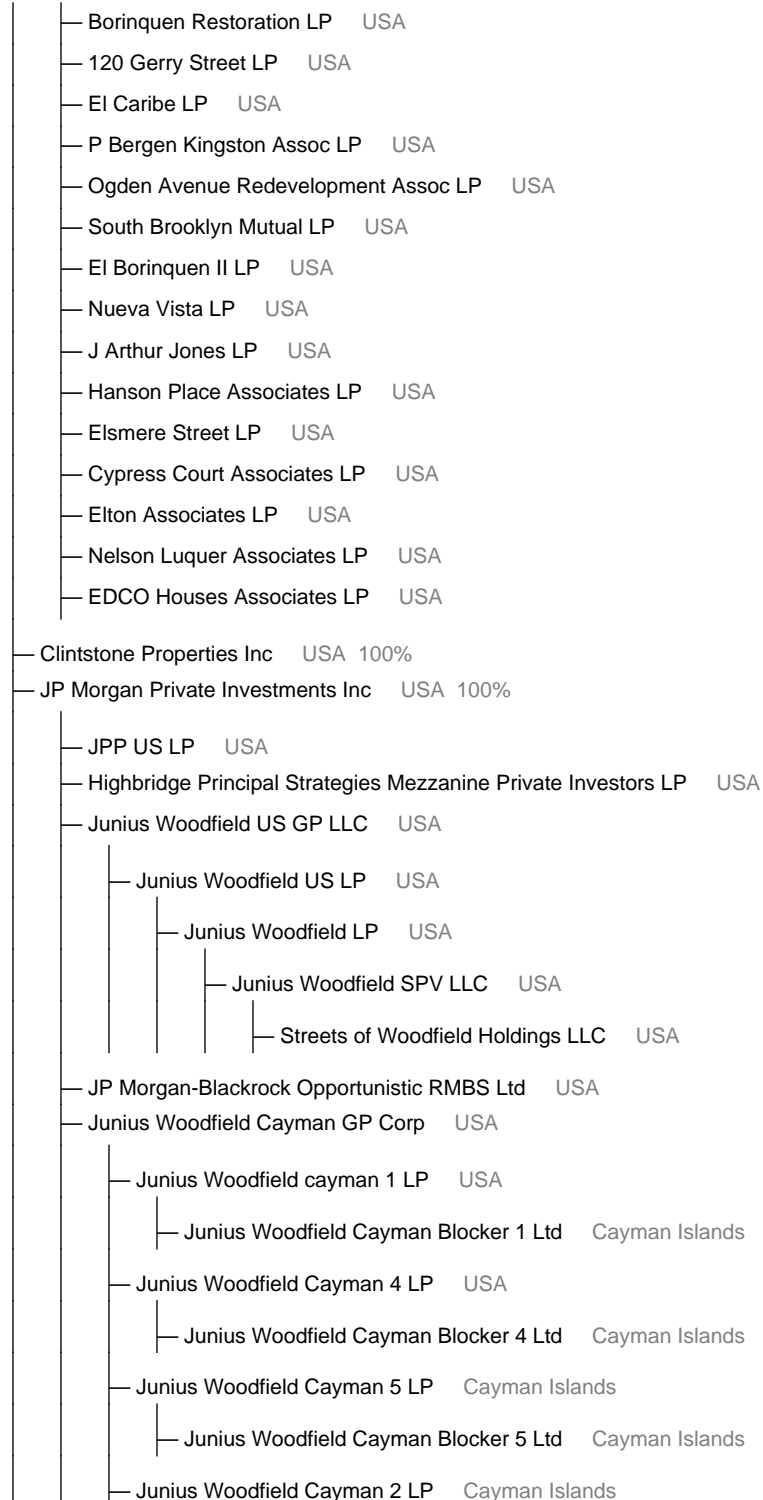 Borinquen Restoration LP USA
120 Gerry Street LP USA
El Caribe LP USA
P Bergen Kingston Assoc LP USA
Ogden Avenue Redevelopment Assoc LP USA
South Brooklyn Mutual LP USA
El Borinquen II LP USA
Nueva Vista LP USA
J Arthur Jones LP USA
Hanson Place Associates LP USA
Elsmere Street LP USA
Cypress Court Associates LP USA
Elton Associates LP USA
Nelson Luquer Associates LP USA
EDCO Houses Associates LP USA
Clintstone Properties Inc USA 100%
JP Morgan Private Investments Inc USA 100%
JPP US LP USA
Highbridge Principal Strategies Mezzanine Private Investors LP USA
Junius Woodfield US GP LLC USA
Junius Woodfield US LP USA
Junius Woodfield LP USA
Junius Woodfield SPV LLC USA
Streets of Woodfield Holdings LLC USA
JP Morgan-Blackrock Opportunistic RMBS Ltd USA
Junius Woodfield Cayman GP Corp USA
Junius Woodfield cayman 1 LP USA
Junius Woodfield Cayman Blocker 1 Ltd Cayman Islands
Junius Woodfield Cayman 4 LP USA
Junius Woodfield Cayman Blocker 4 Ltd Cayman Islands
Junius Woodfield Cayman 5 LP Cayman Islands
Junius Woodfield Cayman Blocker 5 Ltd Cayman Islands
Junius Woodfield Cayman 2 LP Cayman Islands